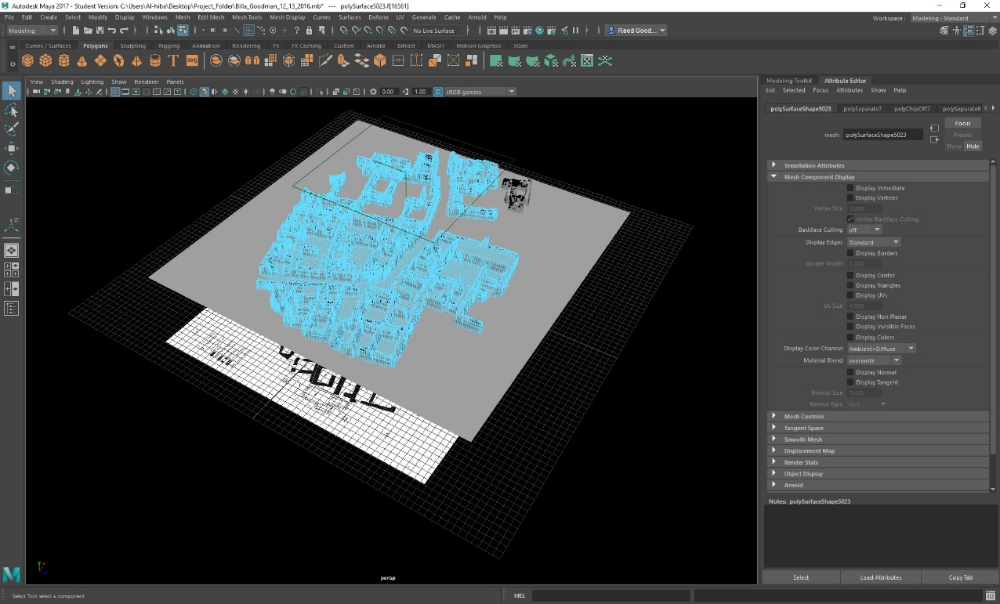 Autodesk Maya 2017 - Student Version: C:\Users\Al-hiba\Desktop\Project_Folder\Billa_Goodman_12_13_2016.mb* --- polySurface5023.f[16561]
File Edit Create Select Modify Display Windows Mesh Edit Mesh Mesh Tools Mesh Display Curves Surfaces Deform UV Generate Cache Arnold Help
Workspace : Modeling - Standard
Modeling No Live Surface Reed Good...
Curves / Surfaces Polygons Sculpting Rigging Animation Rendering FX FX Caching Custom Arnold Bifrost MASH Motion Graphics XGen
T SVG
View Shading Lighting Show Renderer Panels
0.00 1.00 sRGB gamma
persp
Modeling Toolkit Attribute Editor
List Selected Focus Attributes Show Help
polySurfaceShape5023 polySeparate7 polyChipOff7 polySeparate6
Focus
mesh: polySurfaceShape5023 Presets
Show Hide
Tessellation Attributes
Mesh Component Display
Display Immediate
Display Vertices
Vertex Size 3.000
Vertex Backface Culling
Backface Culling off
Display Edges Standard
Display Borders
Border Width 2.000
Display Center
Display Triangles
Display UVs
Uv Size 4.000
Display Non Planar
Display Invisible Faces
Display Colors
Display Color Channel Ambient+Diffuse
Material Blend overwrite
Display Normal
Display Tangent
Normal Size 0.400
Normal Type Face
Mesh Controls
Tangent Space
Smooth Mesh
Displacement Map
Render Stats
Object Display
Arnold
Notes: polySurfaceShape5023
Select Load Attributes Copy Tab
Select Tool: select a component MEL